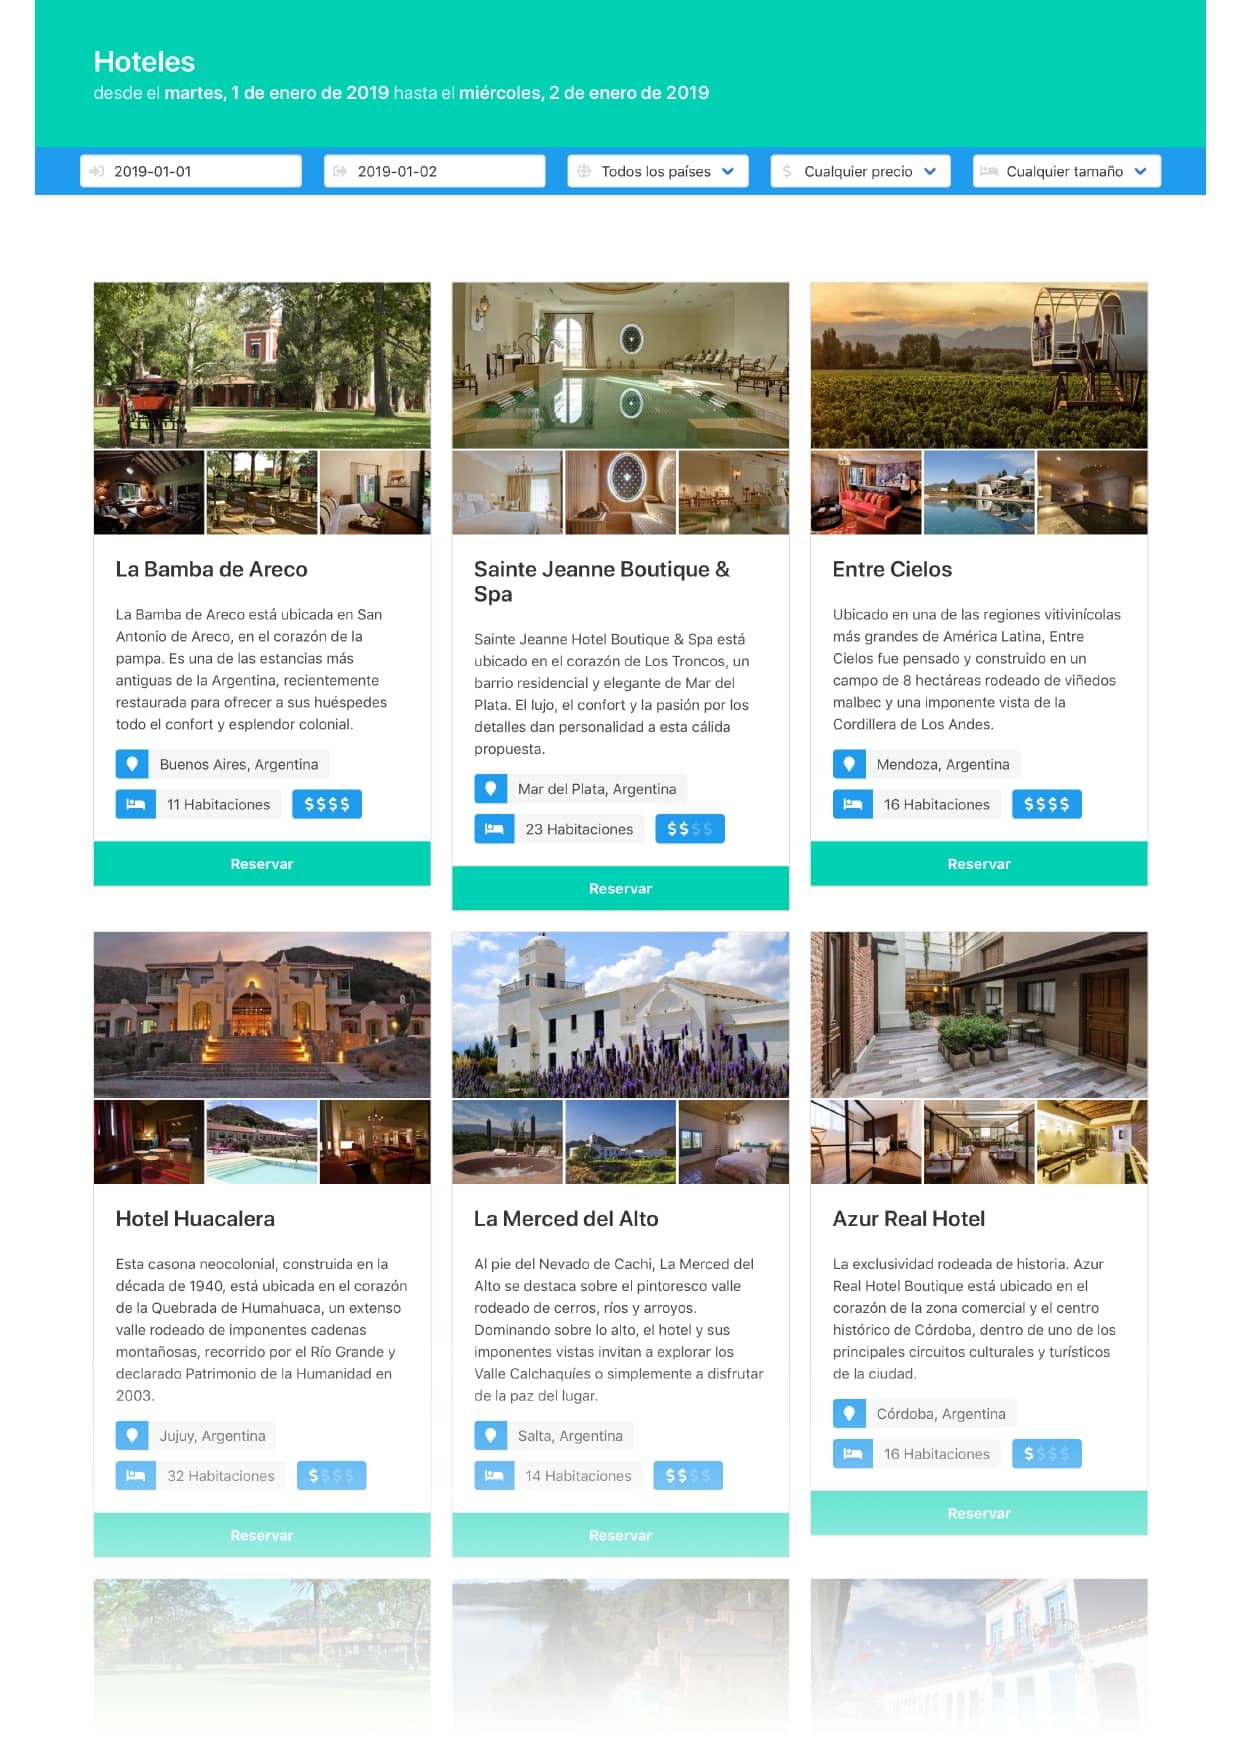 Hoteles
desde el martes, 1 de enero de 2019 hasta el miércoles, 2 de enero de 2019
2019-01-01
2019-01-02
Todos los países
Cualquier precio
Cualquier tamaño
La Bamba de Areco
La Bamba de Areco está ubicada en San
Antonio de Areco, en el corazón de la
pampa. Es una de las estancias más
antiguas de la Argentina, recientemente
restaurada para ofrecer a sus huéspedes
todo el confort y esplendor colonial.
Buenos Aires, Argentina
11 Habitaciones $$$$
Reservar
Sainte Jeanne Boutique &
Spa
Sainte Jeanne Hotel Boutique & Spa está
ubicado en el corazón de Los Troncos, un
barrio residencial y elegante de Mar del
Plata. El lujo, el confort y la pasión por los
detalles dan personalidad a esta cálida
propuesta.
Mar del Plata, Argentina
23 Habitaciones $$$$
Reservar
Entre Cielos
Ubicado en una de las regiones vitivinícolas
más grandes de América Latina, Entre
Cielos fue pensado y construido en un
campo de 8 hectáreas rodeado de viñedos
malbec y una imponente vista de la
Cordillera de Los Andes.
Mendoza, Argentina
16 Habitaciones $$$$
Reservar
Hotel Huacalera
Esta casona neocolonial, construida en la
década de 1940, está ubicada en el corazón
de la Quebrada de Humahuaca, un extenso
valle rodeado de imponentes cadenas
montañosas, recorrido por el Río Grande y
declarado Patrimonio de la Humanidad en
2003.
Jujuy, Argentina
32 Habitaciones $$$$
Reservar
La Merced del Alto
Al pie del Nevado de Cachi, La Merced del
Alto se destaca sobre el pintoresco valle
rodeado de cerros, ríos y arroyos.
Dominando sobre lo alto, el hotel y sus
imponentes vistas invitan a explorar los
Valle Calchaquíes o simplemente a disfrutar
de la paz del lugar.
Salta, Argentina
14 Habitaciones $$$$
Reservar
Azur Real Hotel
La exclusividad rodeada de historia. Azur
Real Hotel Boutique está ubicado en el
corazón de la zona comercial y el centro
histórico de Córdoba, dentro de uno de los
principales circuitos culturales y turísticos
de la ciudad.
Córdoba, Argentina
16 Habitaciones $$$$
Reservar